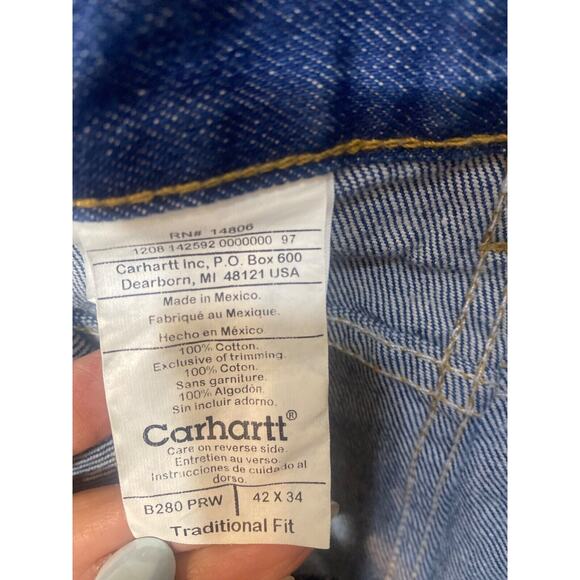 RN# 14806
1208 142592 0000000 97
Carhartt Inc, P.O. Box 600
Dearborn, MI 48121 USA
Made in Mexico.
Fabriqué au Mexique.
Hecho en México
100% Cotton.
Exclusive of trimming.
100% Coton.
Sans garniture.
100% Algodón.
Sin incluir adorno.
Carhartt®
Care on reverse side.
Entretien au verso.
Instrucciones de cuidado al
dorso.
B280 PRW 42 X 34
Traditional Fit